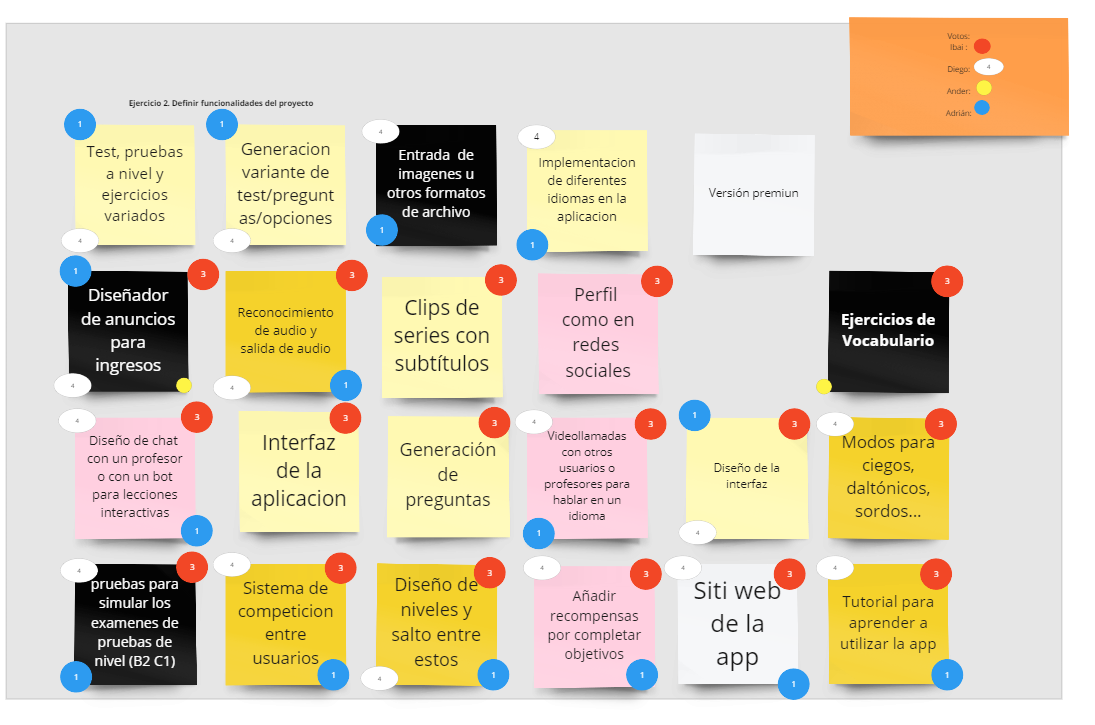 Votos:
Ibai :
Diego: 4
Ander:
Adrián:
Ejercicio 2. Definir funcionalidades del proyecto
1
Test, pruebas
a nivel y
ejercicios
variados
4
1
Generacion
variante de
test/pregunt
as/opciones
4
4
Entrada de
imagenes u
otros formatos
de archivo
1
4
Implementacion
de diferentes
idiomas en la
aplicacion
1
Versión premiun
1
3
Diseñador
de anuncios
para
ingresos
4
3
Reconocimiento
de audio y
salida de audio
4
1
3
Clips de
series con
subtítulos
3
Perfil
como en
redes
sociales
3
Ejercicios de
Vocabulario
4
3
Diseño de chat
con un profesor
o con un bot
para lecciones
interactivas
1
3
Interfaz
de la
aplicacion
3
Generación
de
preguntas
4
3
Videollamadas
con otros
usuarios o
profesores para
hablar en un
idioma
1
1
3
Diseño de la
interfaz
4
4
3
Modos para
ciegos,
daltónicos,
sordos...
4
3
pruebas para
simular los
examenes de
pruebas de
nivel (B2 C1)
1
4
3
Sistema de
competicion
entre
usuarios
1
3
Diseño de
niveles y
salto entre
estos
4
1
4
3
Añadir
recompensas
por completar
objetivos
1
4
3
Siti web
de la
app
1
4
3
Tutorial para
aprender a
utilizar la app
1